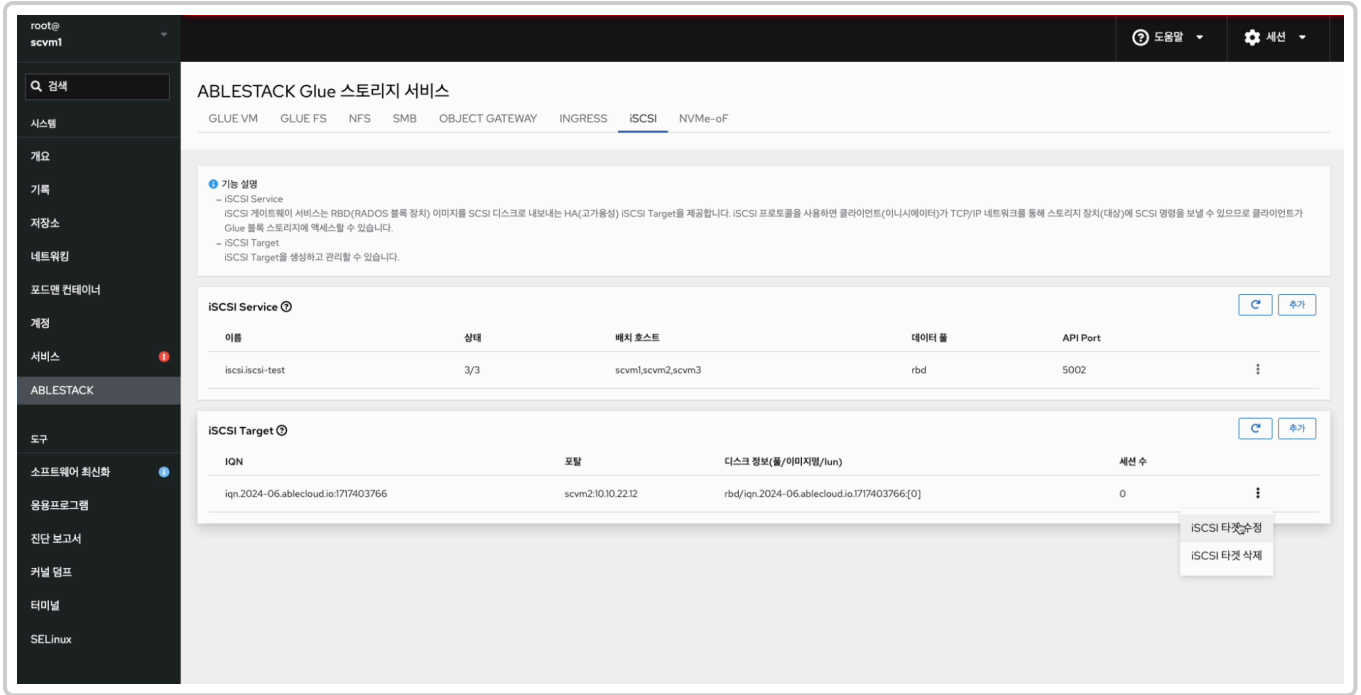 root@
scvm1
도움말
세션
검색
시스템
개요
기록
저장소
네트워킹
포드맨 컨테이너
계정
서비스
ABLESTACK
도구
소프트웨어 최신화
응용프로그램
진단 보고서
커널 덤프
터미널
SELinux
ABLESTACK Glue 스토리지 서비스
GLUE VM GLUE FS NFS SMB OBJECT GATEWAY INGRESS iSCSI NVMe-oF
기능 설명
– iSCSI Service
iSCSI 게이트웨이 서비스는 RBD(RADOS 블록 장치) 이미지를 SCSI 디스크로 내보내는 HA(고가용성) iSCSI Target을 제공합니다. iSCSI 프로토콜을 사용하면 클라이언트(이니시에이터)가 TCP/IP 네트워크를 통해 스토리지 장치(대상)에 SCSI 명령을 보낼 수 있으므로 클라이언트가
Glue 블록 스토리지에 액세스할 수 있습니다.
– iSCSI Target
iSCSI Target을 생성하고 관리할 수 있습니다.
iSCSI Service 추가
이름 상태 배치 호스트 데이터 풀 API Port
iscsi.iscsi-test 3/3 scvm1,scvm2,scvm3 rbd 5002
iSCSI Target 추가
IQN 포탈 디스크 정보(풀/이미지명/lun) 세션 수
iqn.2024-06.ablecloud.io:1717403766 scvm2:10.10.22.12 rbd/iqn.2024-06.ablecloud.io.1717403766:[0] 0
iSCSI 타겟 수정
iSCSI 타겟 삭제